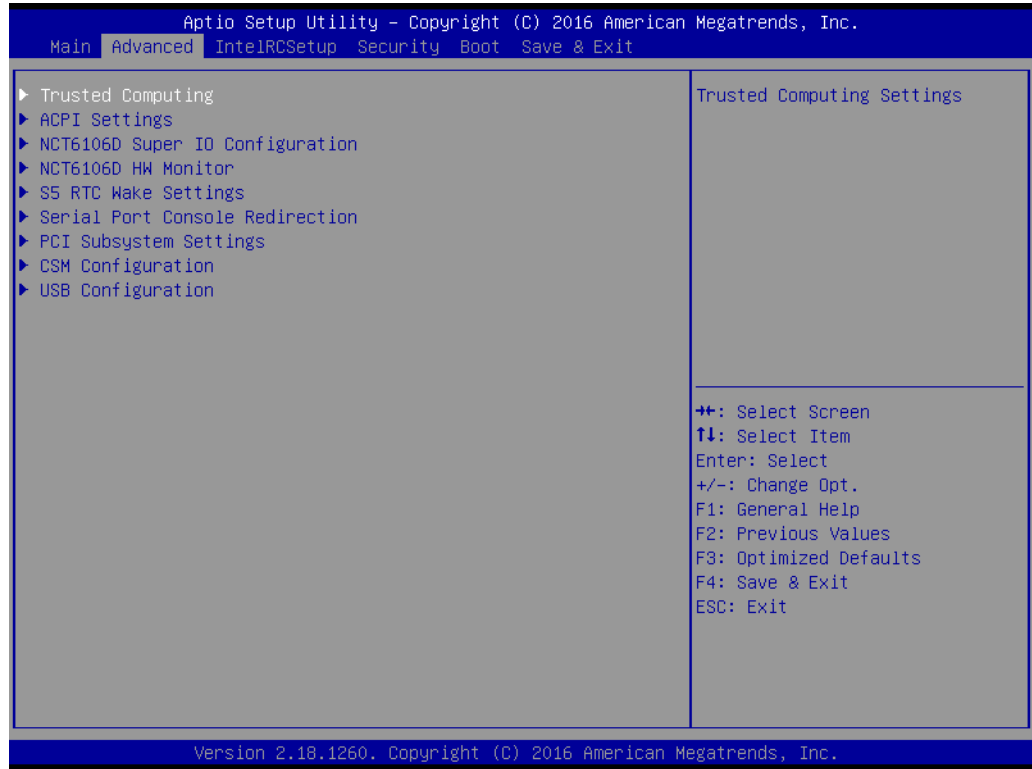 Aptio Setup Utility – Copyright (C) 2016 American Megatrends, Inc.
Main Advanced IntelRCSetup Security Boot Save & Exit
▶ Trusted Computing
▶ ACPI Settings
▶ NCT6106D Super IO Configuration
▶ NCT6106D HW Monitor
▶ S5 RTC Wake Settings
▶ Serial Port Console Redirection
▶ PCI Subsystem Settings
▶ CSM Configuration
▶ USB Configuration
Trusted Computing Settings
→←: Select Screen
↑↓: Select Item
Enter: Select
+/-: Change Opt.
F1: General Help
F2: Previous Values
F3: Optimized Defaults
F4: Save & Exit
ESC: Exit
Version 2.18.1260. Copyright (C) 2016 American Megatrends, Inc.